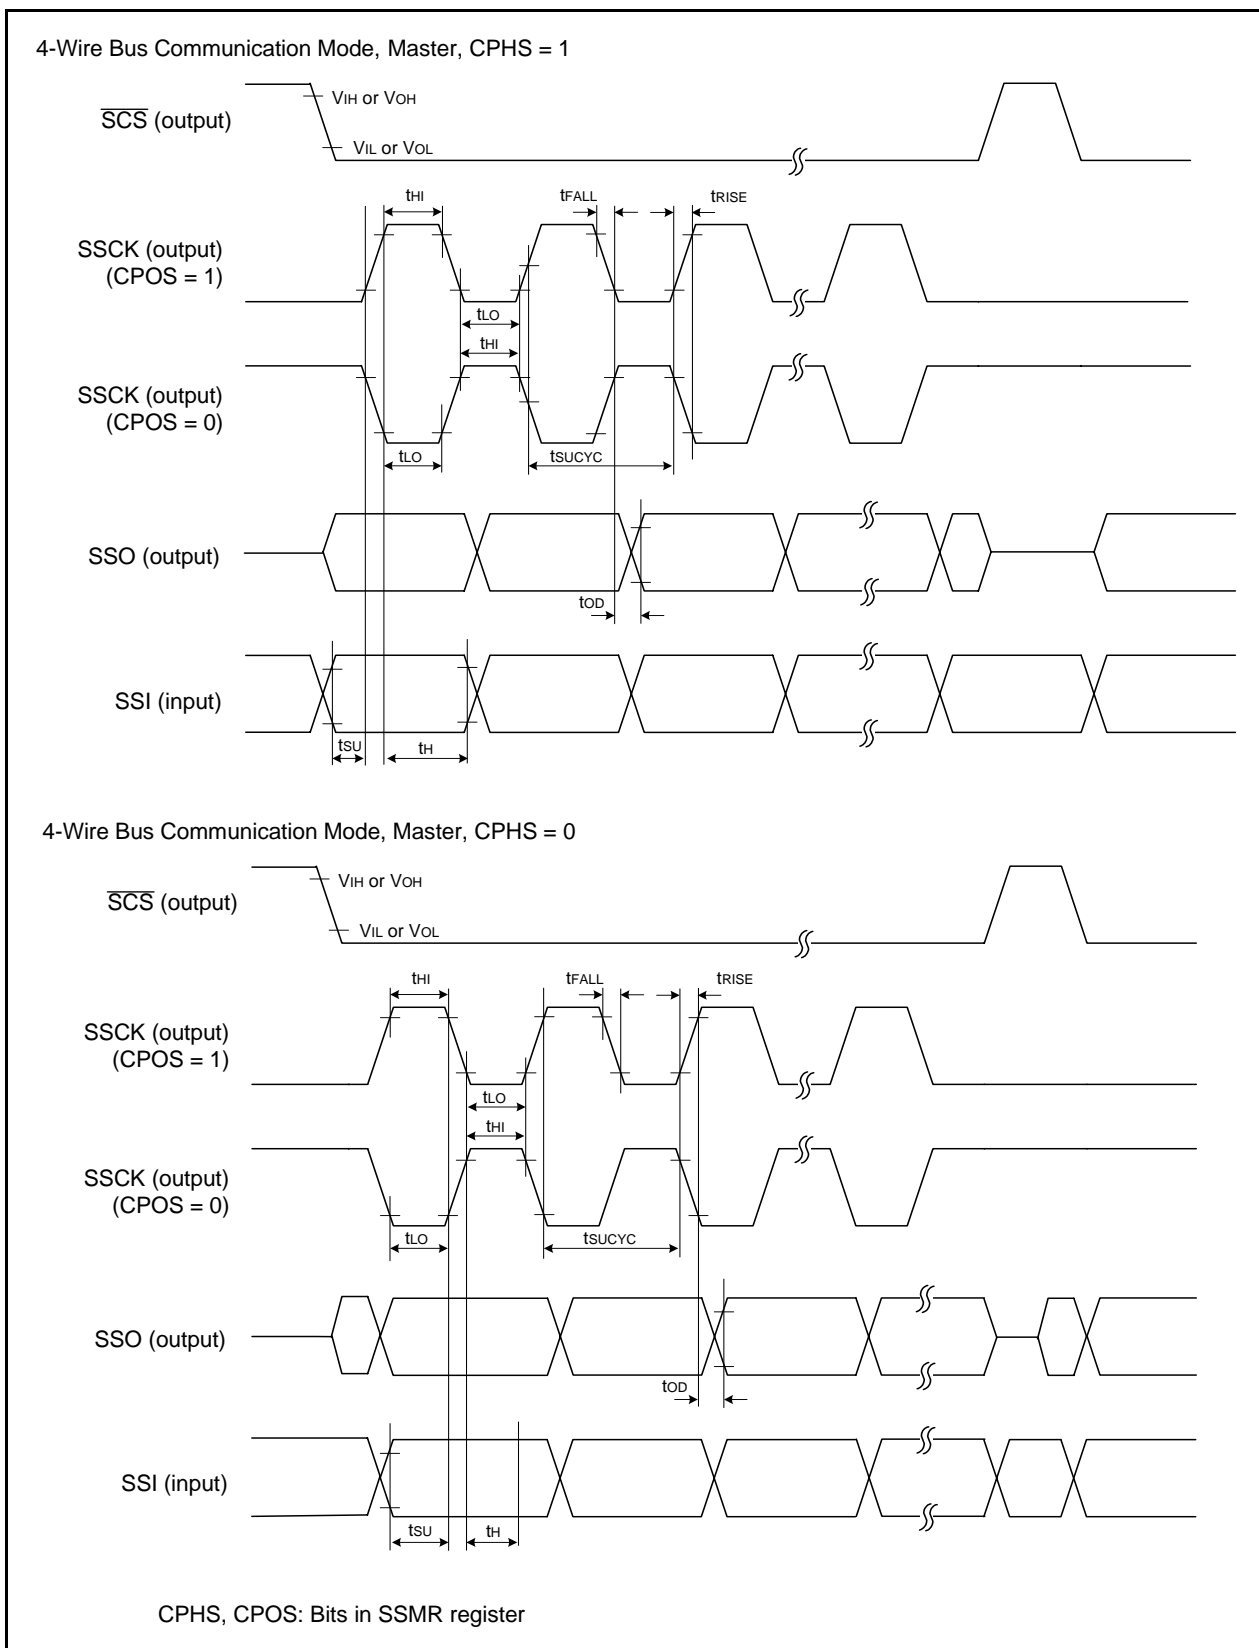 4-Wire Bus Communication Mode, Master, CPHS = 1
SCS (output)
VIH or VOH
VIL or VOL
tHI
tFALL
tRISE
SSCK (output)
(CPOS = 1)
tLO
tHI
SSCK (output)
(CPOS = 0)
tLO
tSUCYC
SSO (output)
tOD
SSI (input)
tSU
tH
4-Wire Bus Communication Mode, Master, CPHS = 0
SCS (output)
VIH or VOH
VIL or VOL
tHI
tFALL
tRISE
SSCK (output)
(CPOS = 1)
tLO
tHI
SSCK (output)
(CPOS = 0)
tLO
tSUCYC
SSO (output)
tOD
SSI (input)
tSU
tH
CPHS, CPOS: Bits in SSMR register